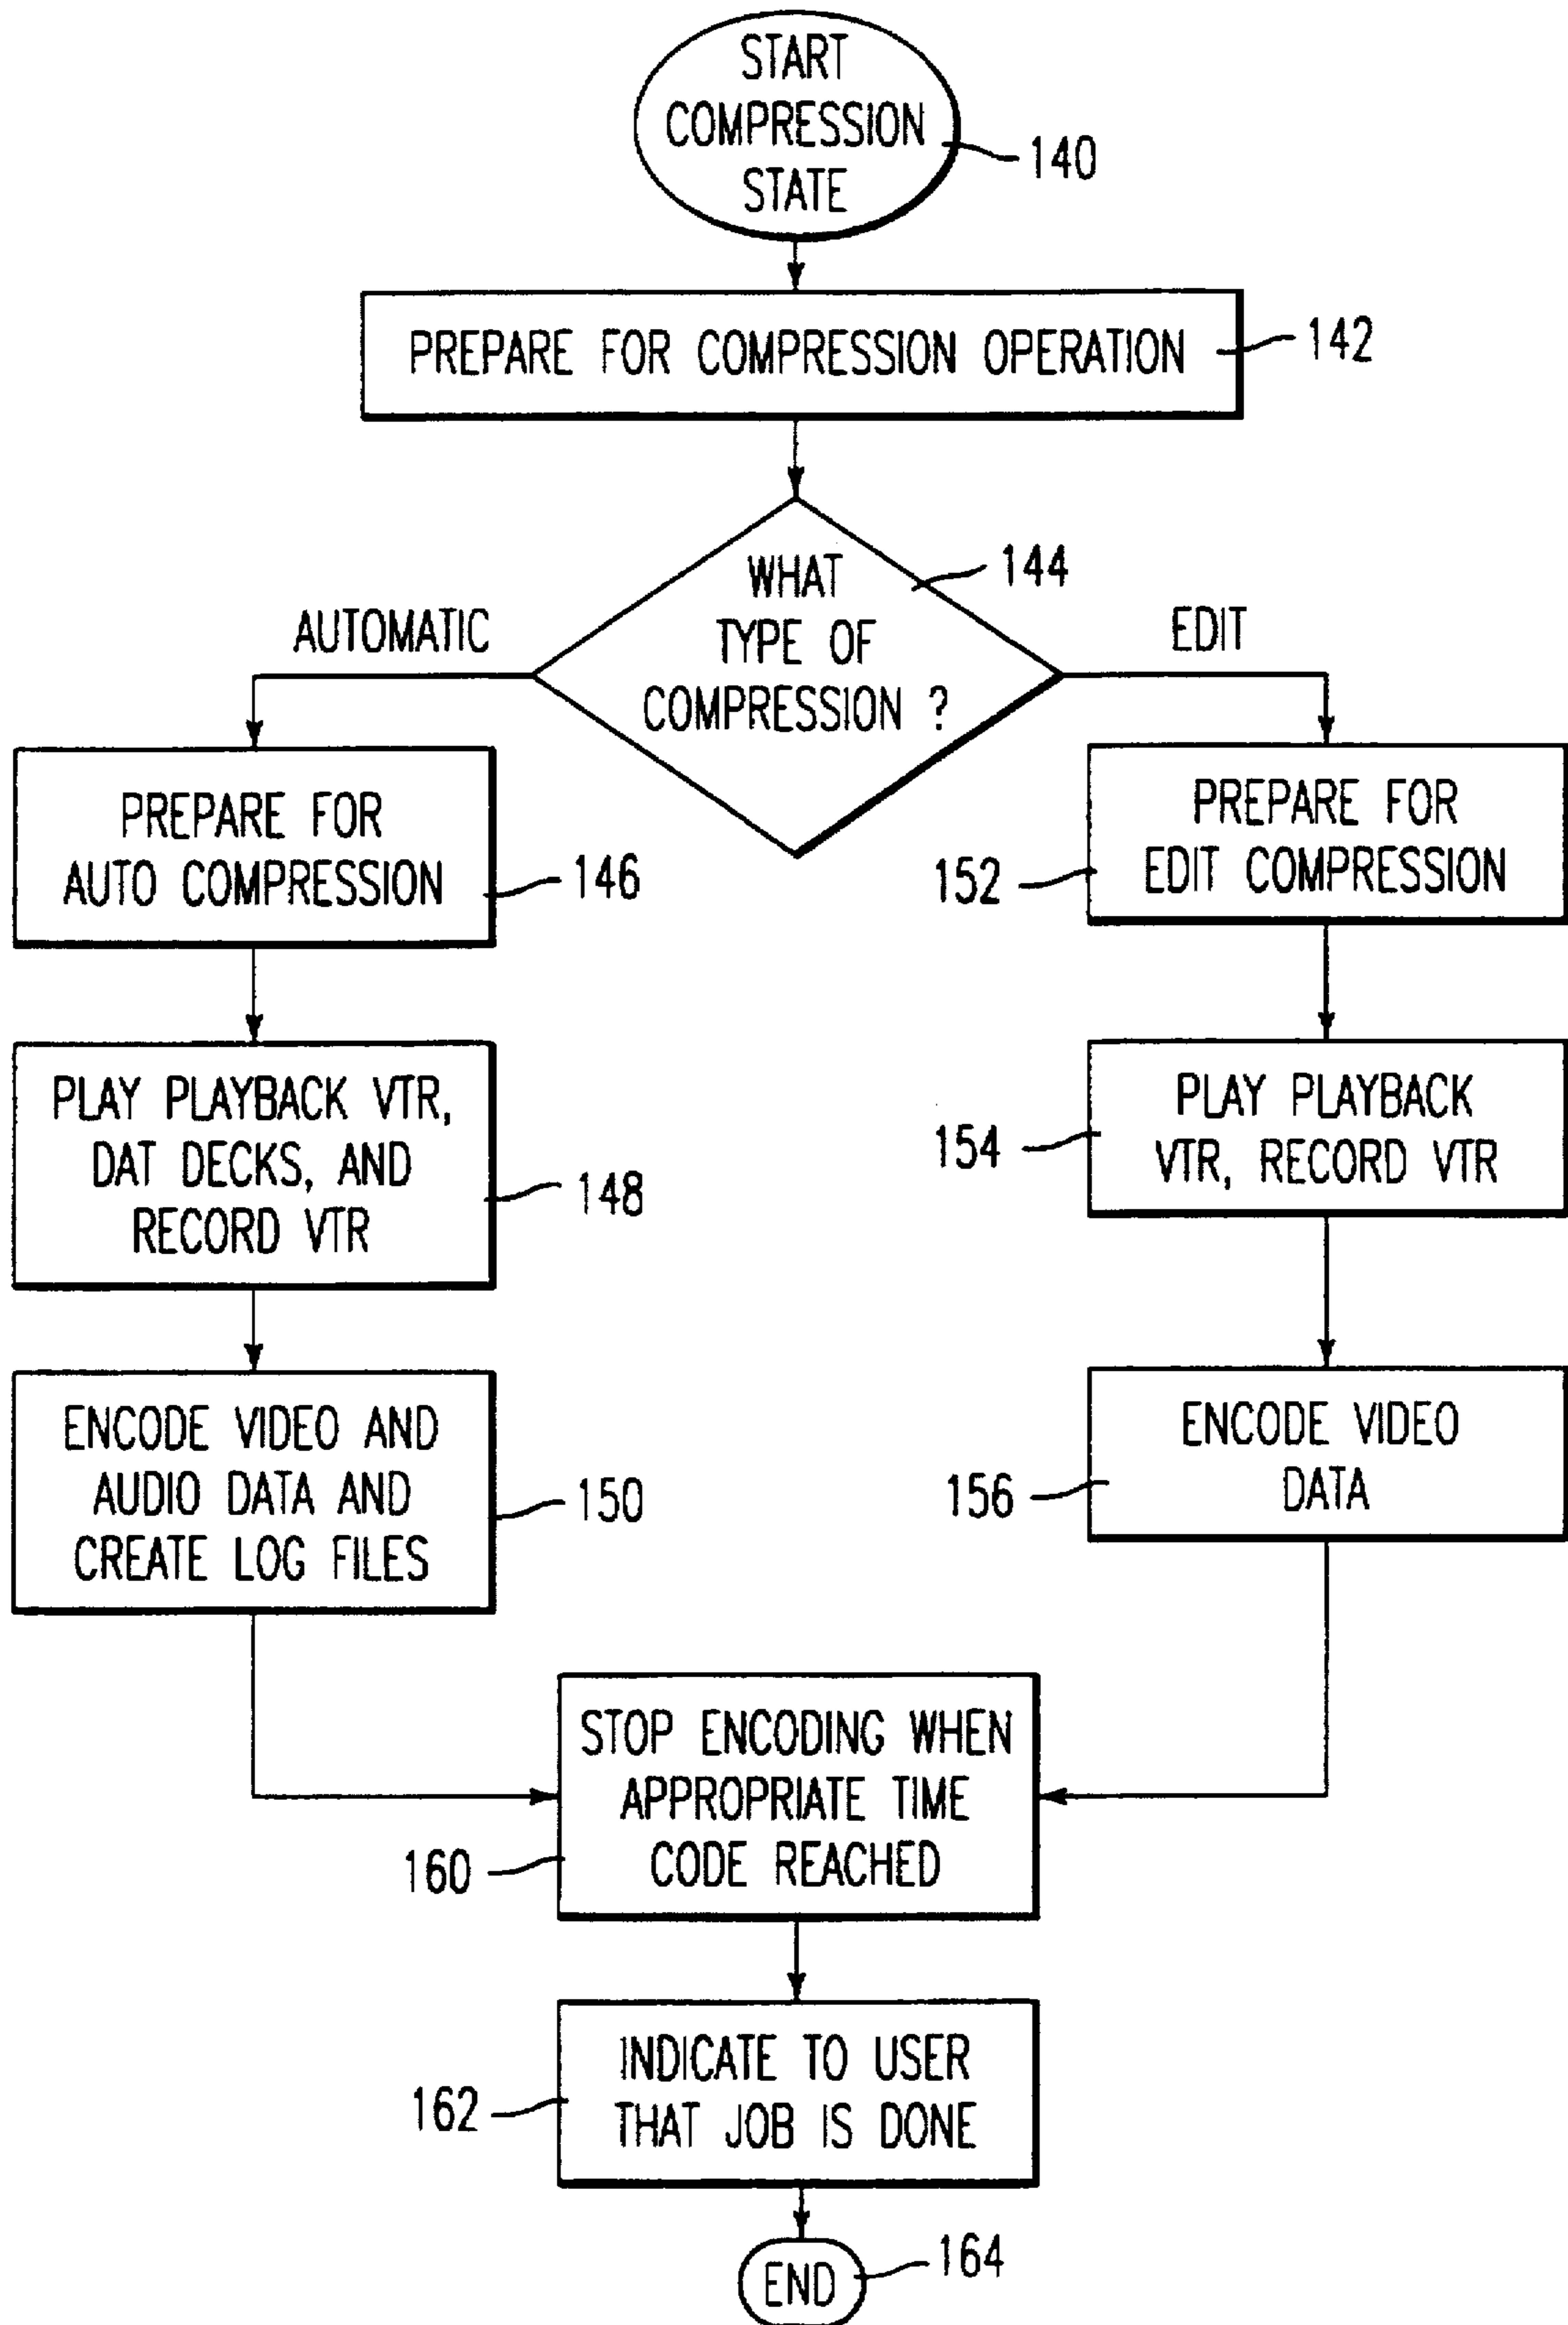 START
COMPRESSION
STATE
140
PREPARE FOR COMPRESSION OPERATION
142
WHAT
TYPE OF
COMPRESSION ?
144
AUTOMATIC
EDIT
PREPARE FOR
AUTO COMPRESSION
146
152
PREPARE FOR
EDIT COMPRESSION
PLAY PLAYBACK VTR,
DAT DECKS, AND
RECORD VTR
148
154
PLAY PLAYBACK
VTR, RECORD VTR
ENCODE VIDEO AND
AUDIO DATA AND
CREATE LOG FILES
150
156
ENCODE VIDEO
DATA
STOP ENCODING WHEN
APPROPRIATE TIME
CODE REACHED
160
INDICATE TO USER
THAT JOB IS DONE
162
END
164